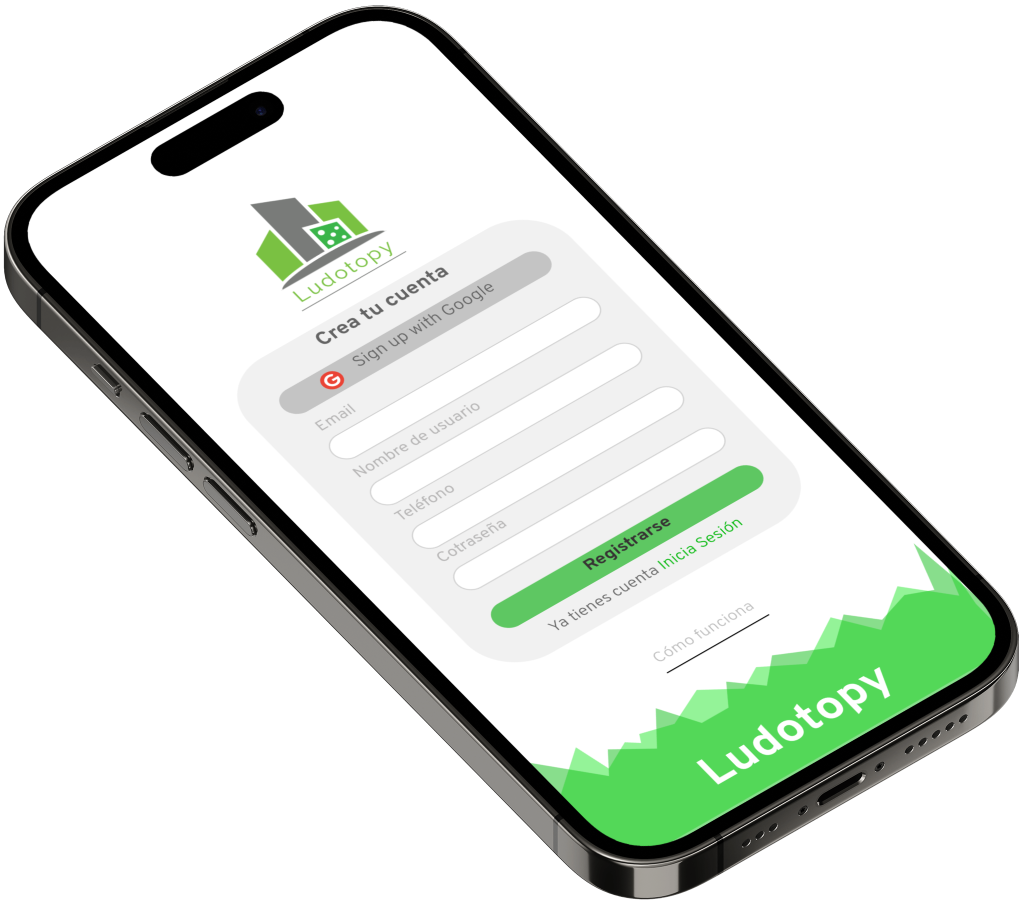 Ludotopy
Crea tu cuenta
G Sign up with Google
Email
Nombre de usuario
Teléfono
Cotraseña
Registrarse
Ya tienes cuenta Inicia Sesión
Cómo funciona
Ludotopy